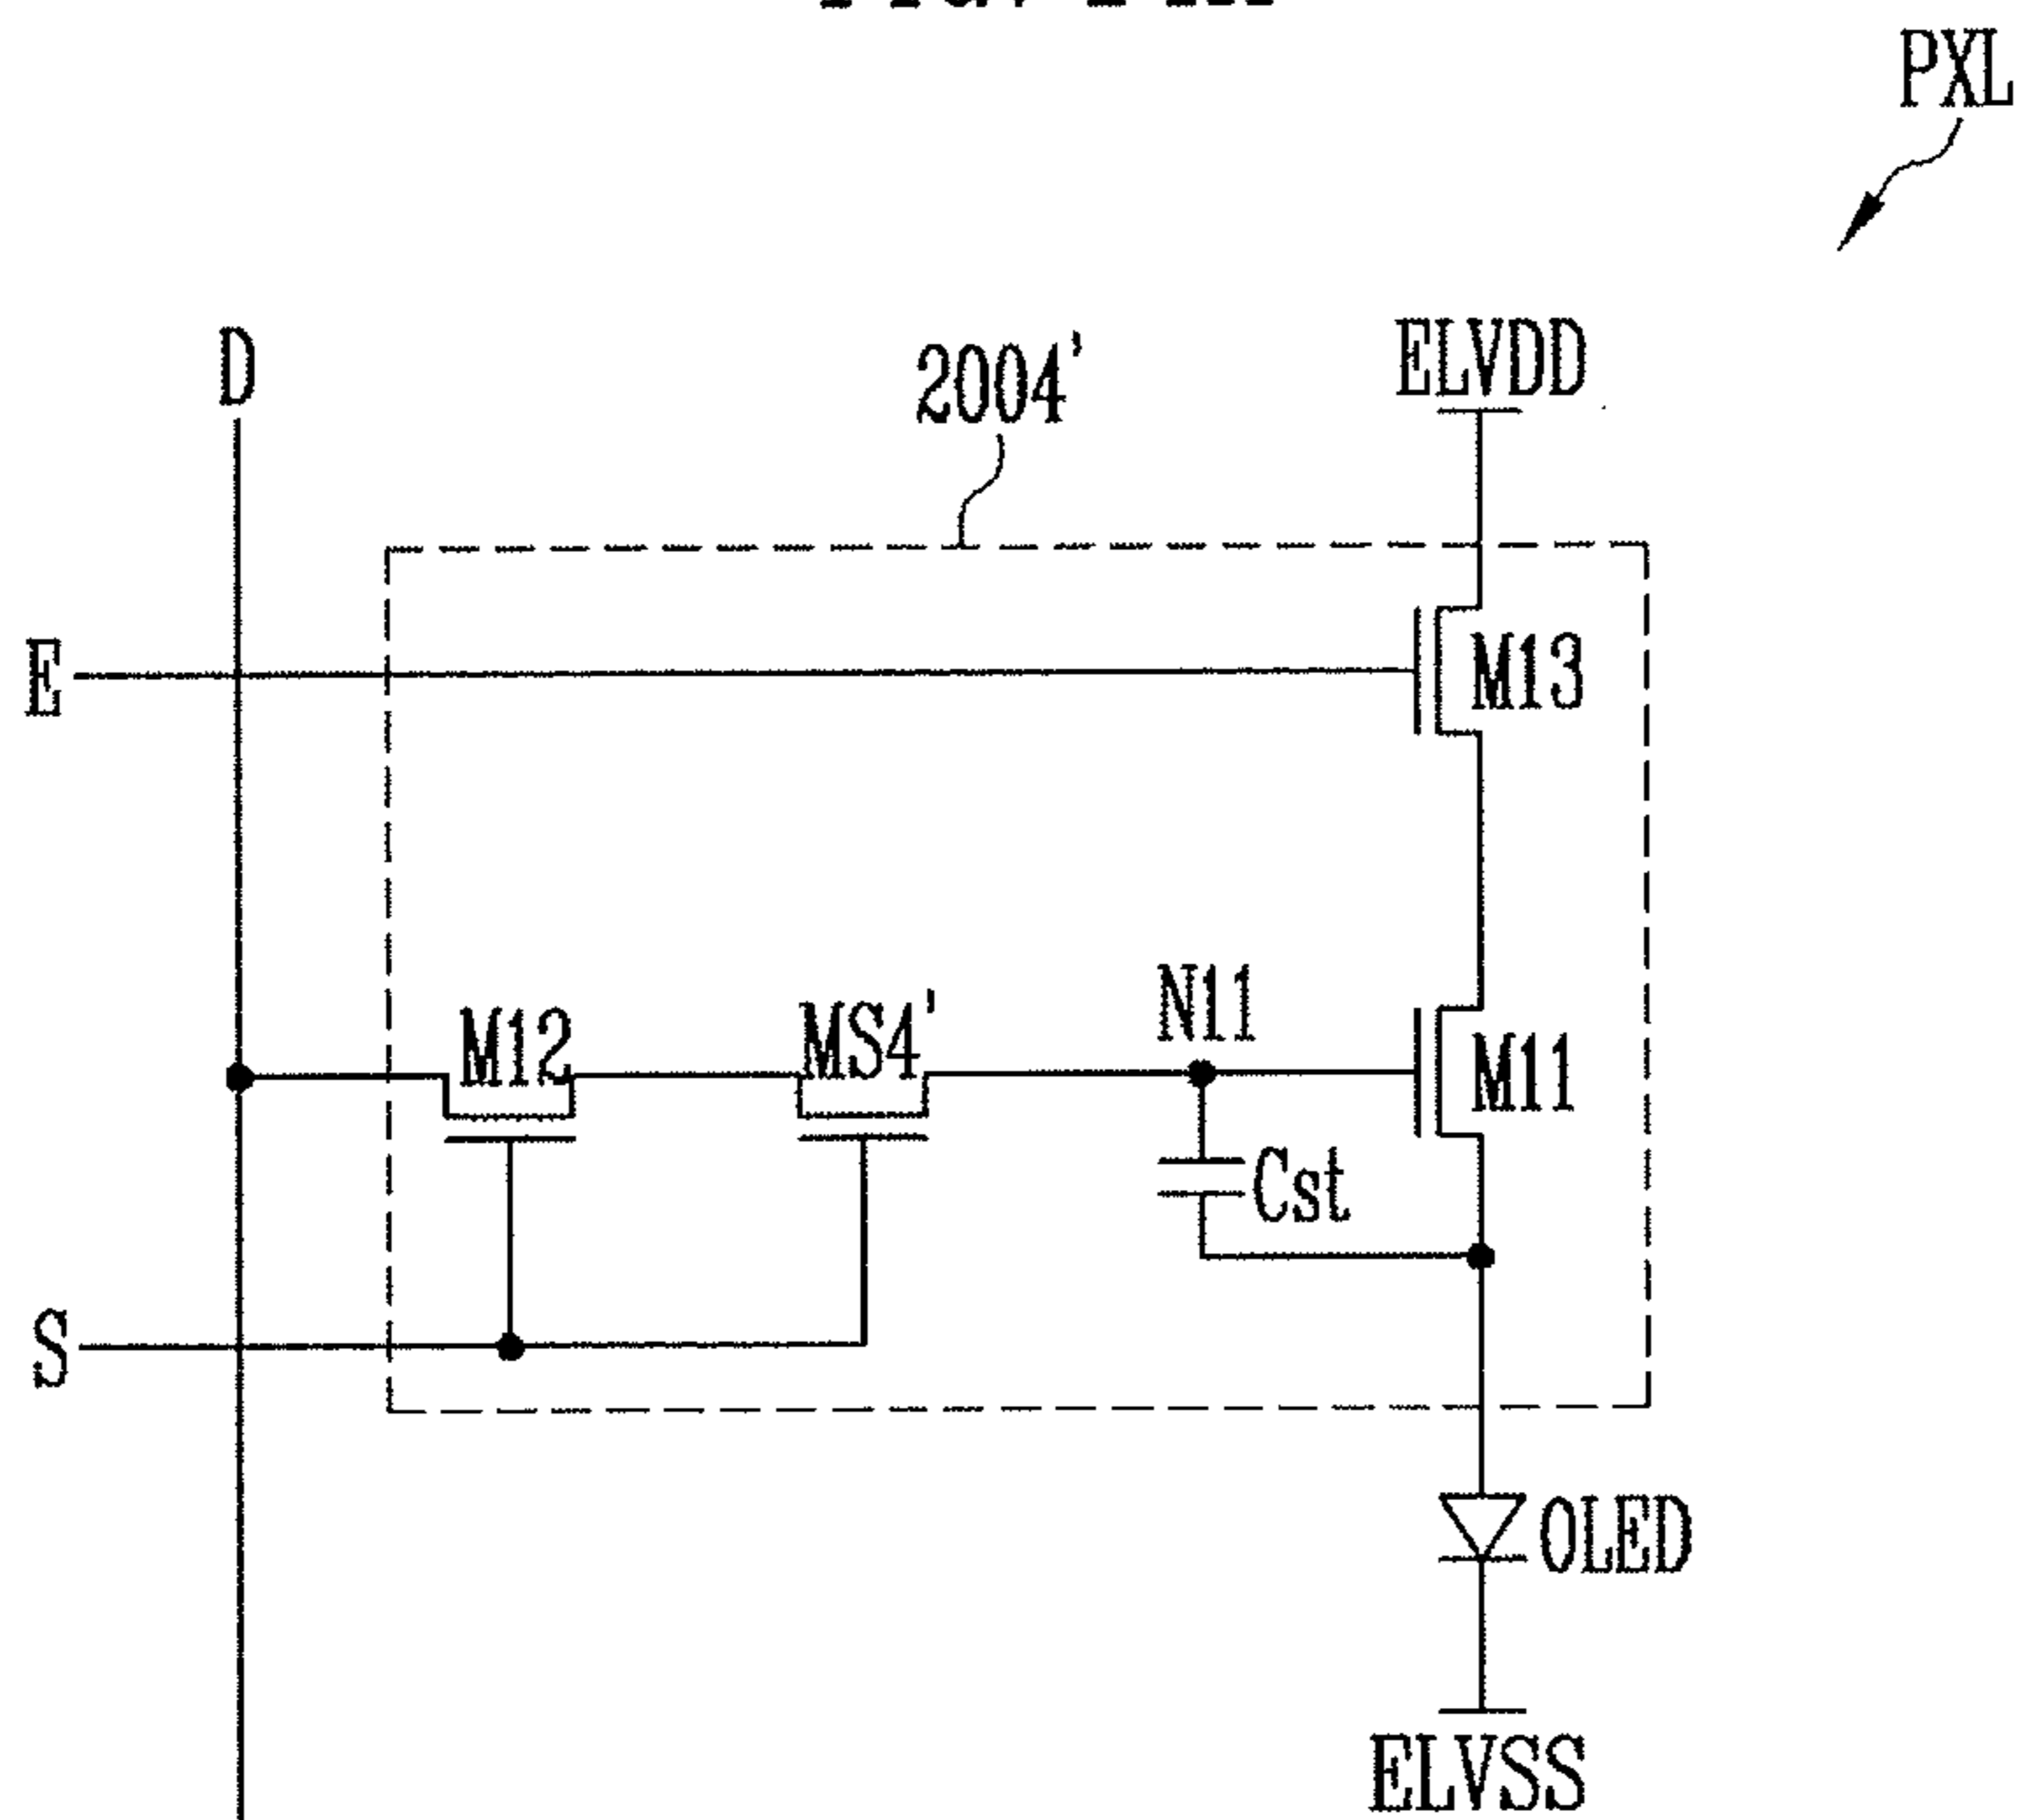 PXL
D
2004'
ELVDD
E
M13
M12
MS4'
N11
M11
Cst
S
OLED
ELVSS